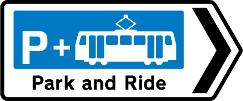 P +
Park and Ride